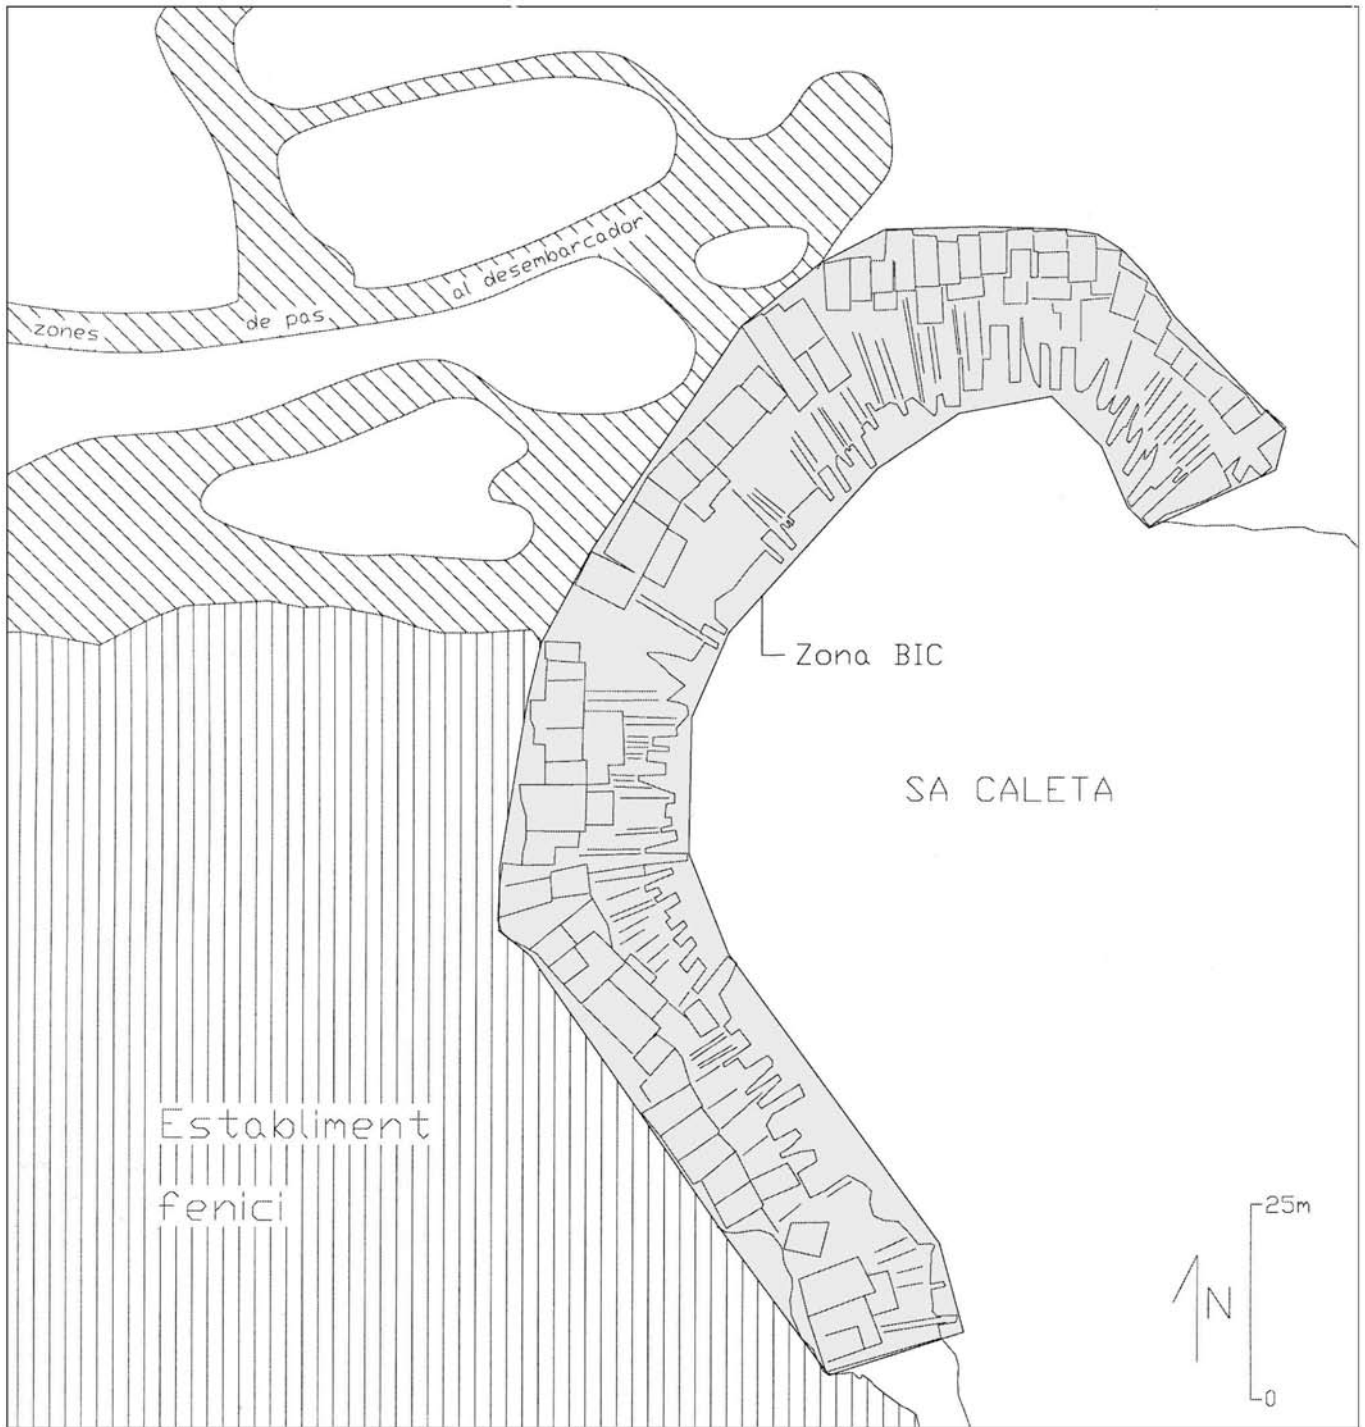 zones de pas al desembarcador
Zona BIC
SA CALETA
Establiment
fenici
25m
N
0